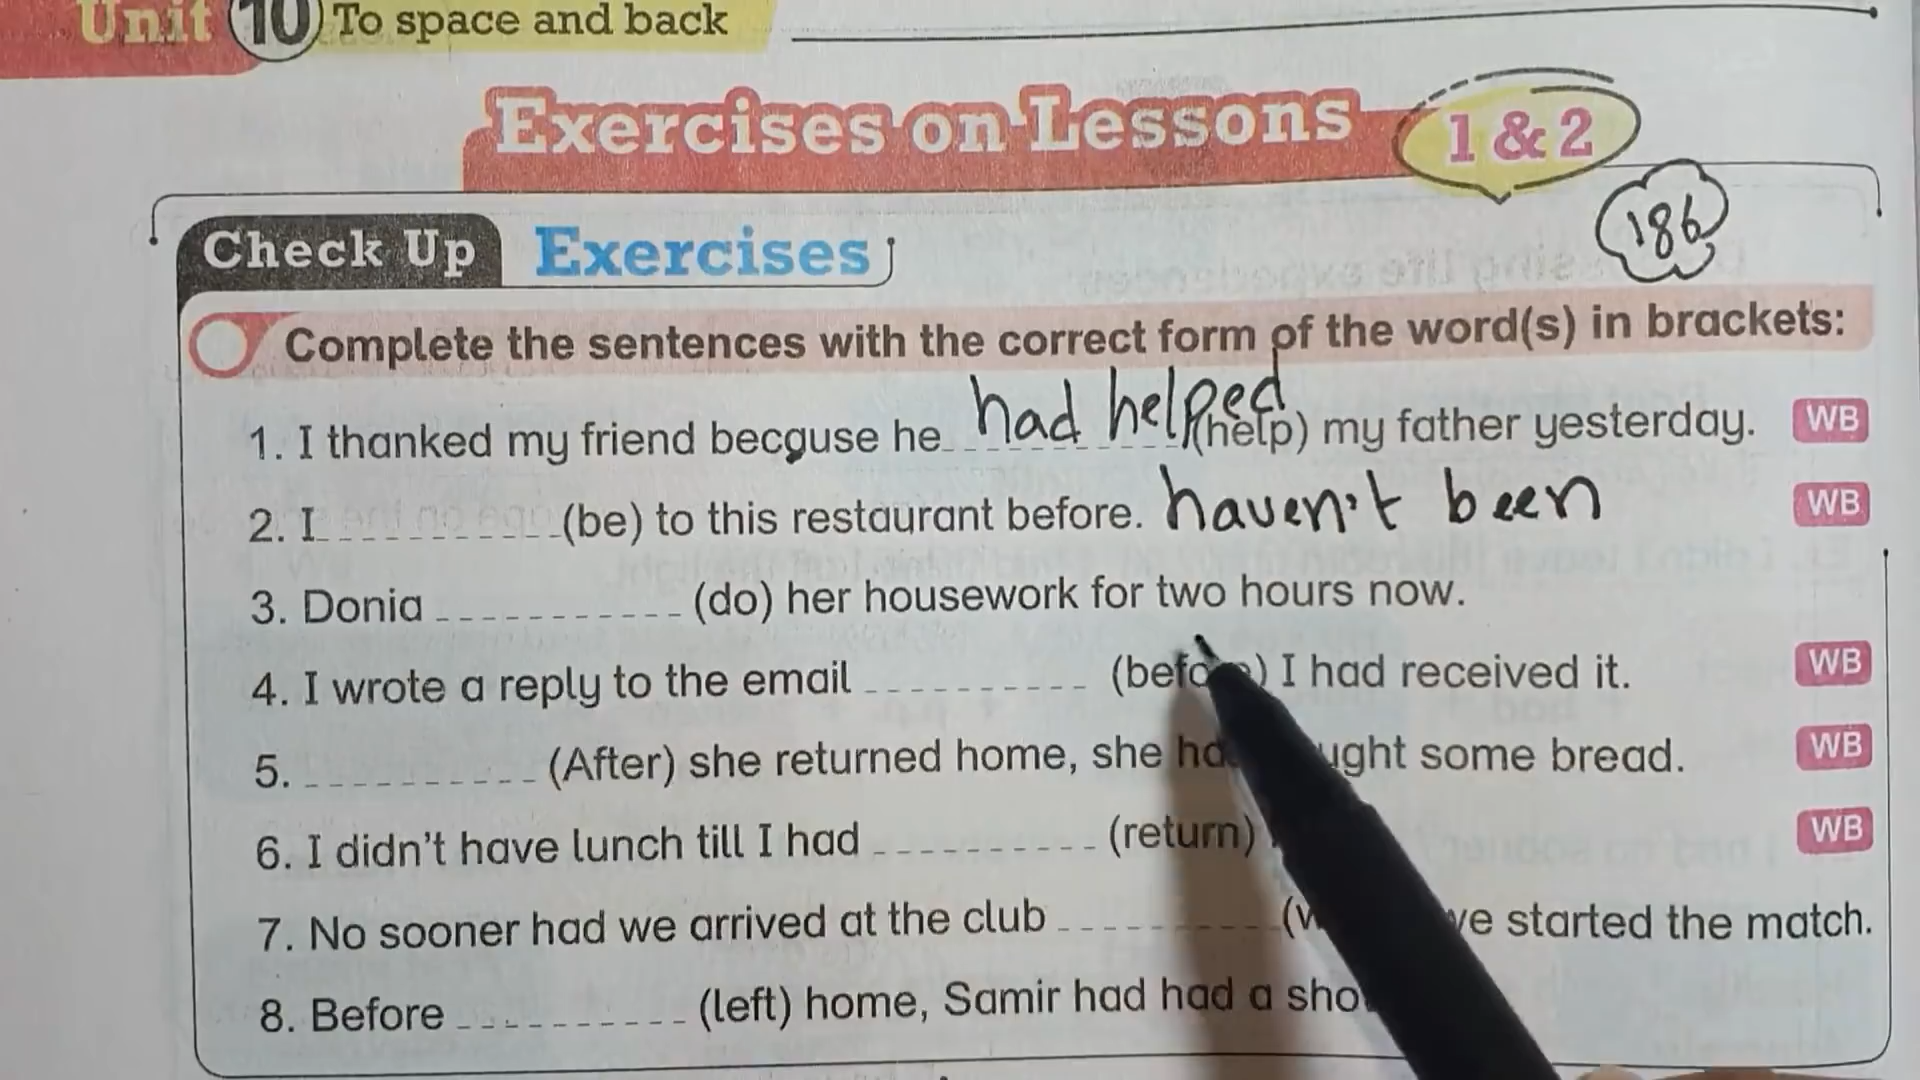 Unit 10 To space and back
Exercises on Lessons 1 & 2
186
Check Up Exercises
Complete the sentences with the correct form of the word(s) in brackets:
1. I thanked my friend because he had helped (help) my father yesterday. WB
2. I (be) to this restaurant before. haven't been WB
3. Donia (do) her housework for two hours now.
4. I wrote a reply to the email (before) I had received it. WB
5. (After) she returned home, she some bread. WB
6. I didn't have lunch till I had (return) WB
7. No sooner had we arrived at the club started the match.
8. Before (left) home, Samir had had a